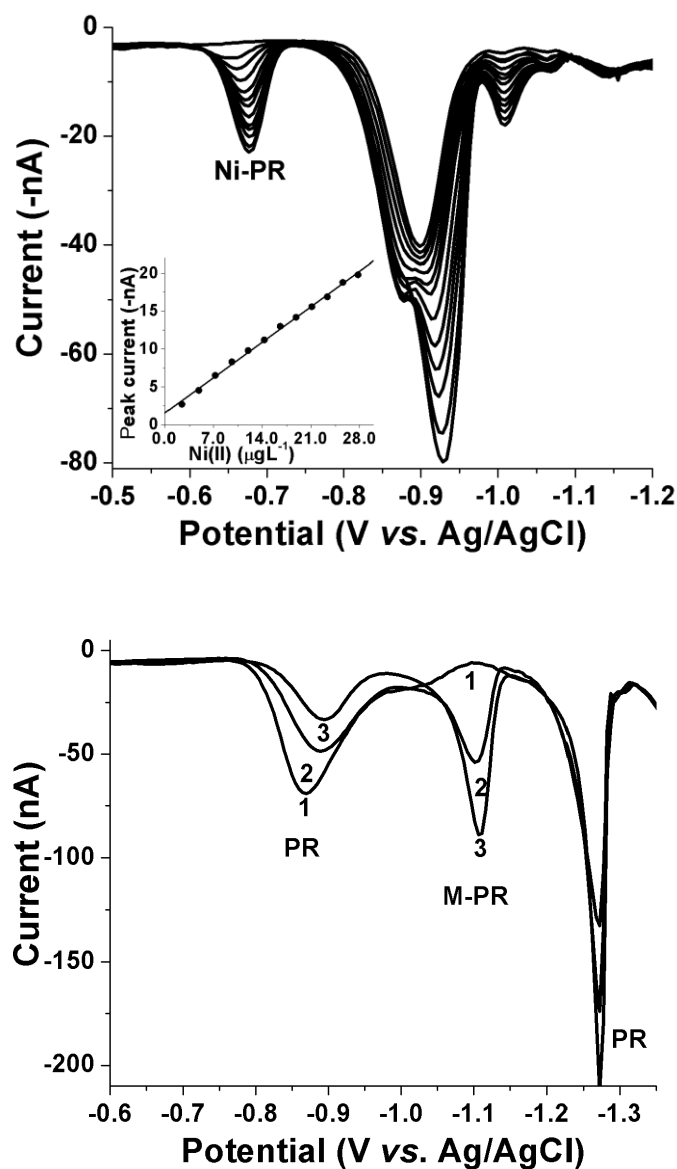 0
-20
-40
-60
-80
Current (-nA)
Ni-PR
20
15
10
5
0
Peak current (-nA)
0.0 7.0 14.0 21.0 28.0
Ni(II) (µgL⁻¹)
-0.5 -0.6 -0.7 -0.8 -0.9 -1.0 -1.1 -1.2
Potential (V vs. Ag/AgCl)
0
-50
-100
-150
-200
Current (nA)
1
3
2
1
2
3
PR
M-PR
PR
-0.6 -0.7 -0.8 -0.9 -1.0 -1.1 -1.2 -1.3
Potential (V vs. Ag/AgCl)